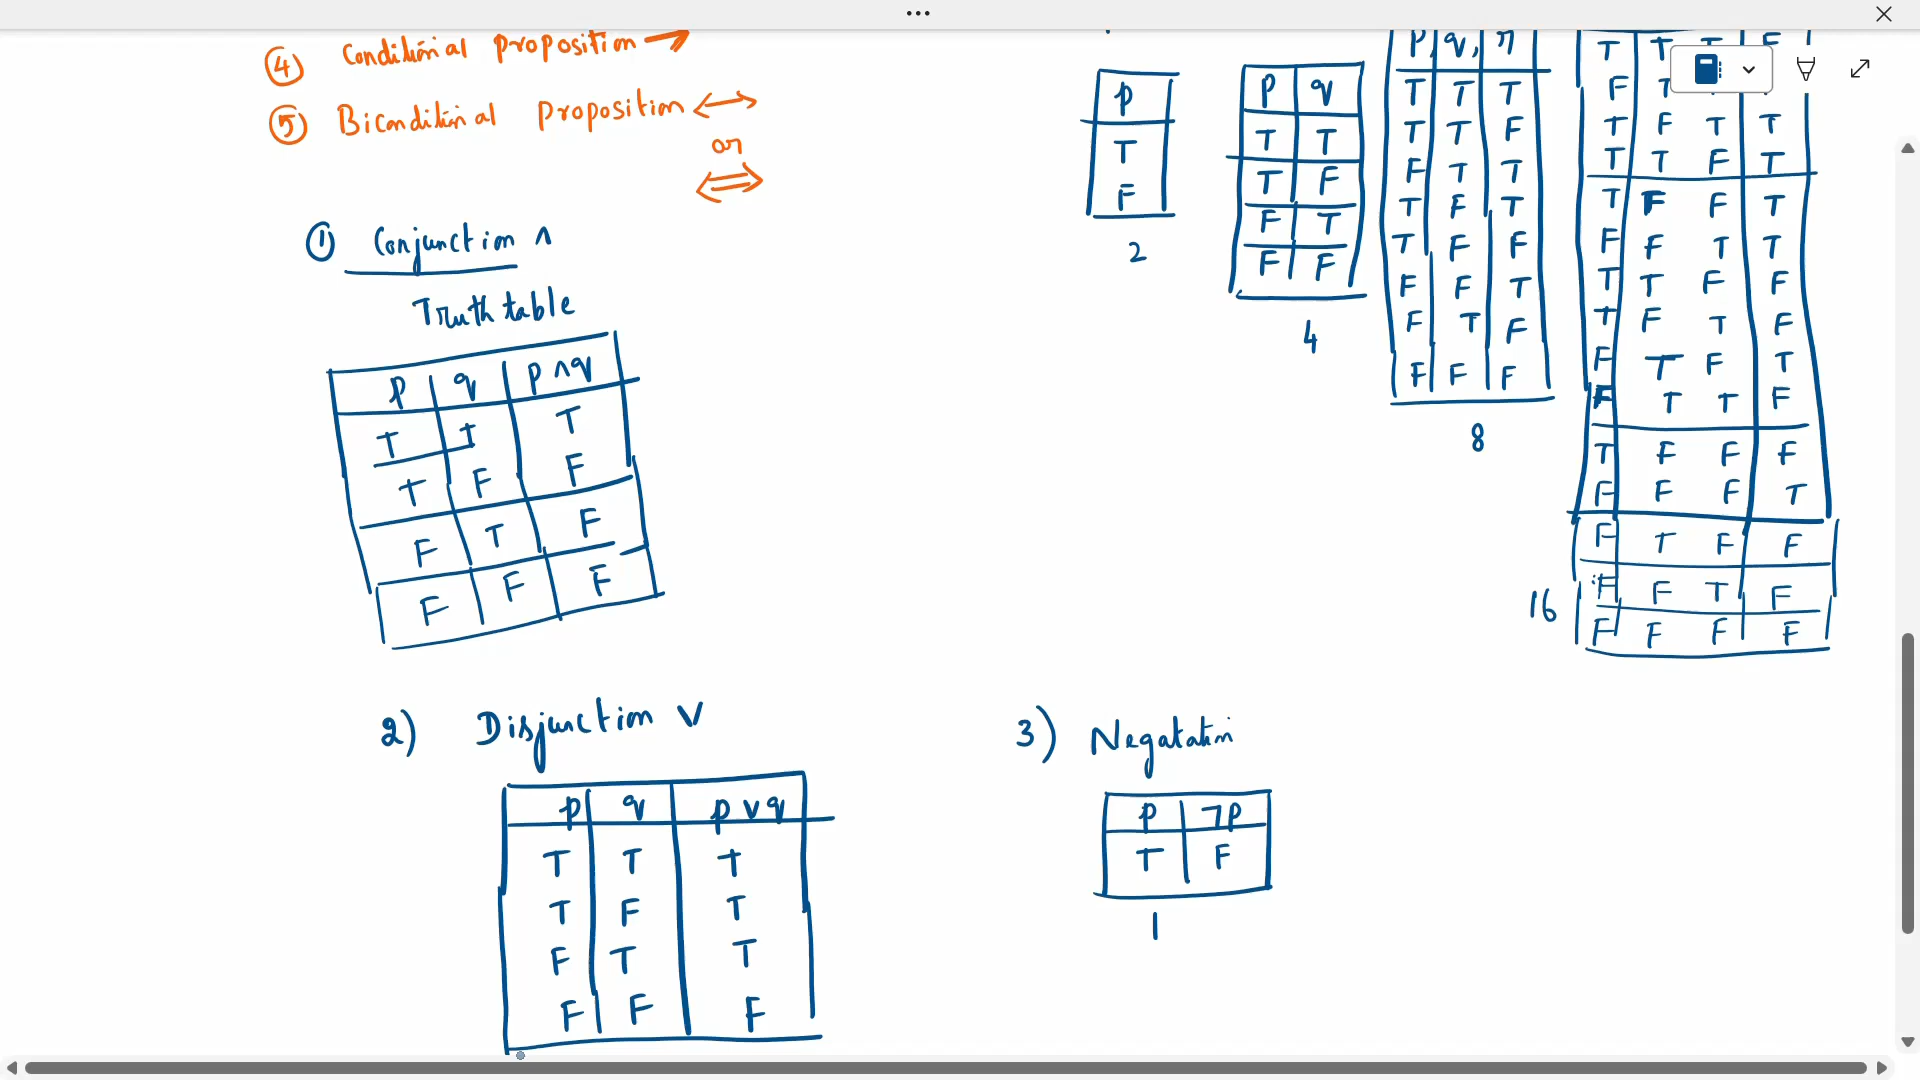 ④ Conditional proposition →
⑤ Biconditional proposition ↔
or
⇔
① Conjunction ∧
Truth table
p q p∧q
T T T
T F F
F T F
F F F
p
T
F
2
p q
T T
T F
F T
F F
4
p, q, r
T T T
T T F
F T T
T F T
T F F
F F T
F T F
F F F
8
T T T F
F T
T F T T
T T F T
T F F T
F F T T
T T F F
T F T F
F T F T
F T T F
T F F F
F F F T
F T F F
F F T F
F F F F
16
2) Disjunction ∨
p q p∨q
T T T
T F T
F T T
F F F
3) Negatation
p ¬p
T F
1